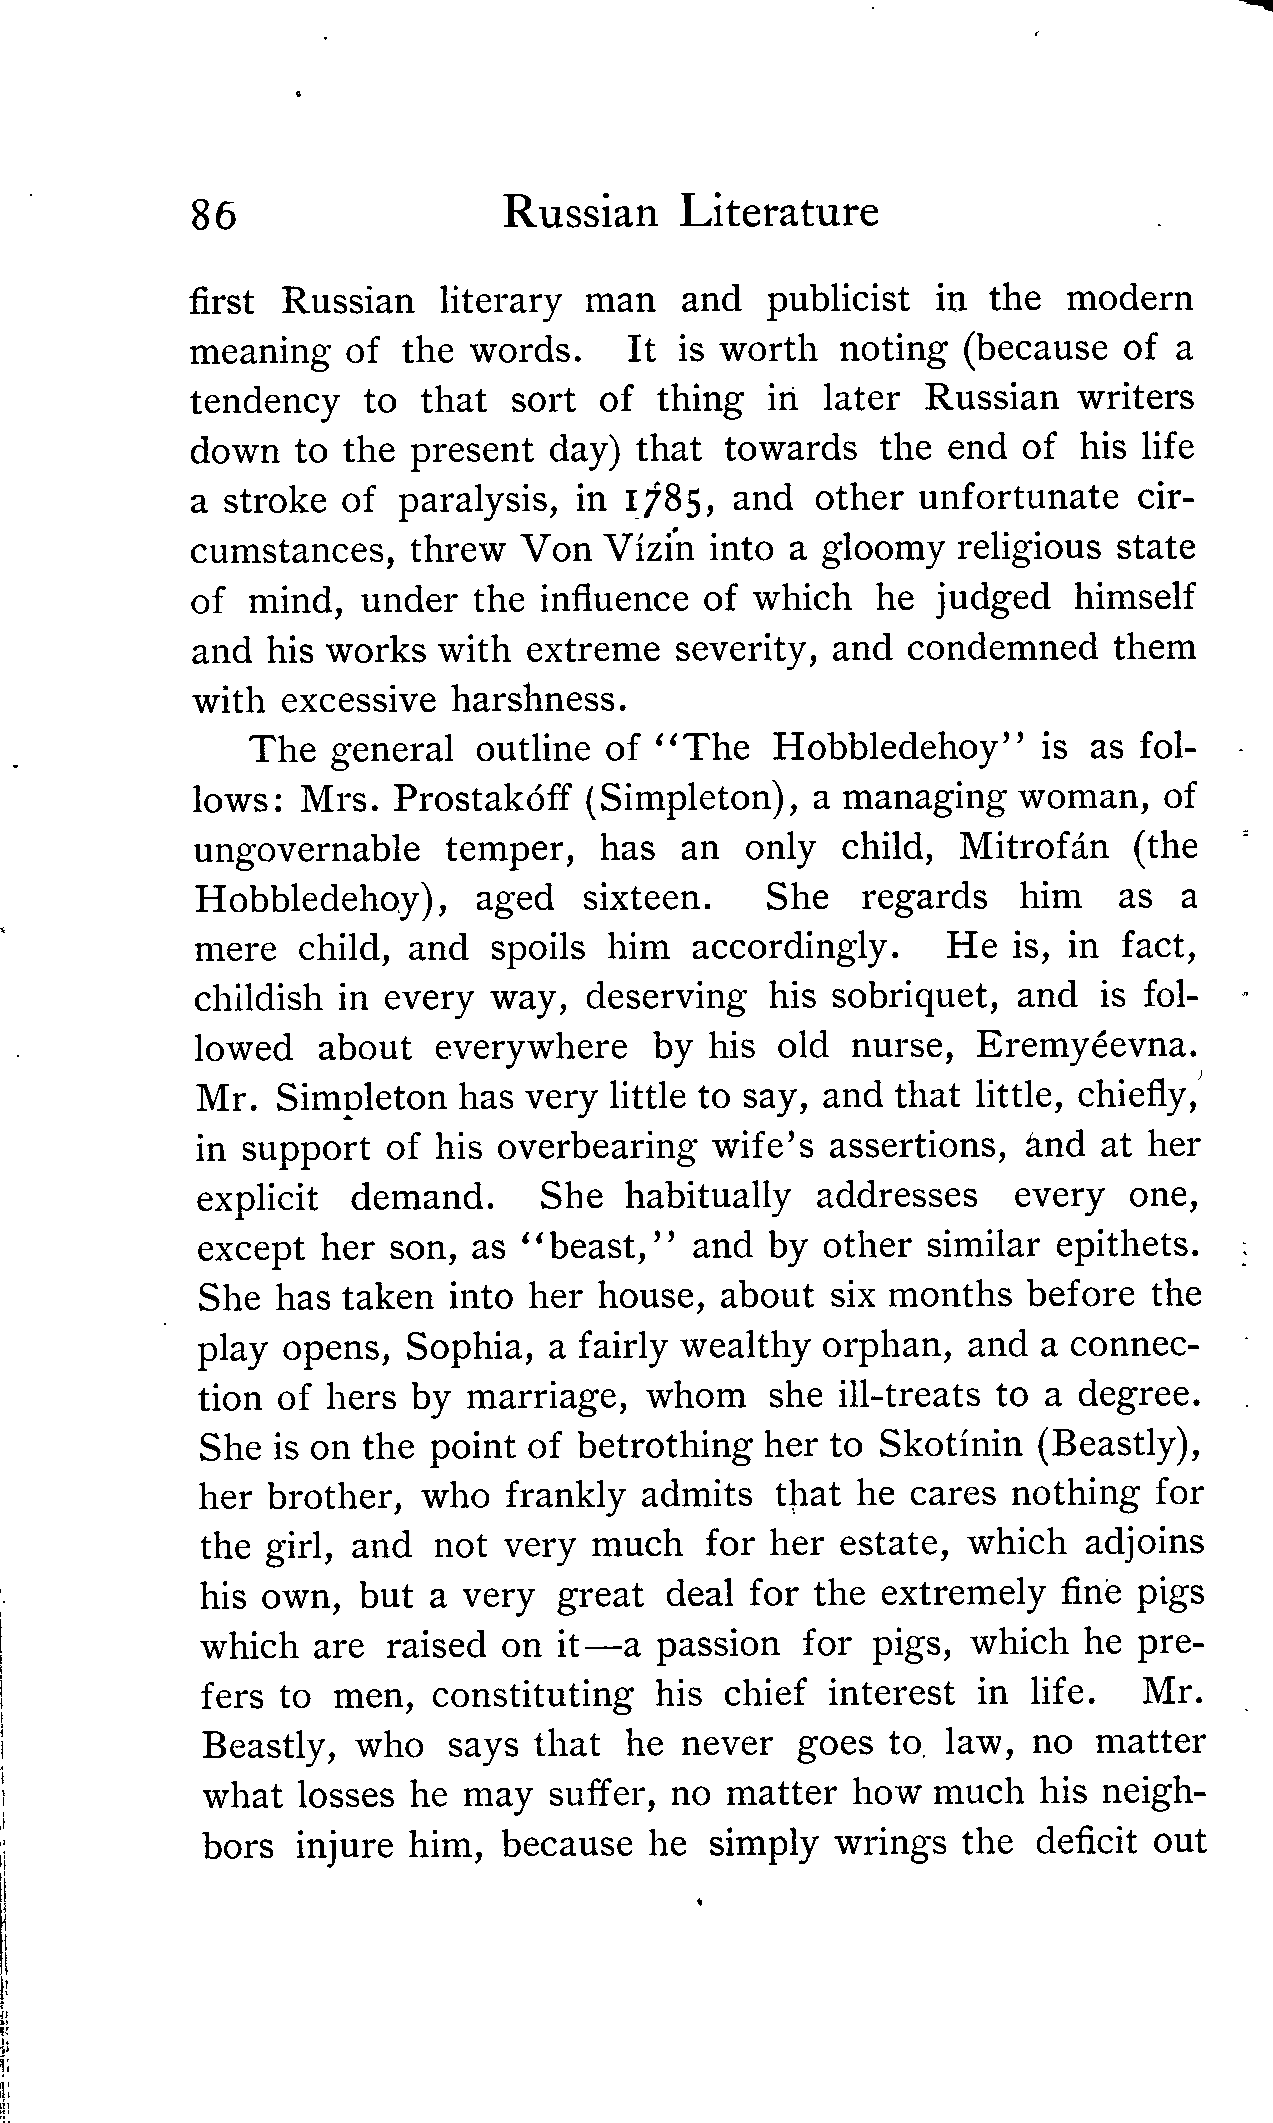 86 Russian Literature
first Russian literary man and publicist in the modern
meaning of the words. It is worth noting (because of a
tendency to that sort of thing in later Russian writers
down to the present day) that towards the end of his life
a stroke of paralysis, in 1785, and other unfortunate cir-
cumstances, threw Von Vízin into a gloomy religious state
of mind, under the influence of which he judged himself
and his works with extreme severity, and condemned them
with excessive harshness.
The general outline of "The Hobbledehoy" is as fol-
lows: Mrs. Prostakóff (Simpleton), a managing woman, of
ungovernable temper, has an only child, Mitrofán (the
Hobbledehoy), aged sixteen. She regards him as a
mere child, and spoils him accordingly. He is, in fact,
childish in every way, deserving his sobriquet, and is fol-
lowed about everywhere by his old nurse, Eremyéevna.
Mr. Simpleton has very little to say, and that little, chiefly,
in support of his overbearing wife's assertions, and at her
explicit demand. She habitually addresses every one,
except her son, as "beast," and by other similar epithets.
She has taken into her house, about six months before the
play opens, Sophia, a fairly wealthy orphan, and a connec-
tion of hers by marriage, whom she ill-treats to a degree.
She is on the point of betrothing her to Skotínin (Beastly),
her brother, who frankly admits that he cares nothing for
the girl, and not very much for her estate, which adjoins
his own, but a very great deal for the extremely fine pigs
which are raised on it—a passion for pigs, which he pre-
fers to men, constituting his chief interest in life. Mr.
Beastly, who says that he never goes to law, no matter
what losses he may suffer, no matter how much his neigh-
bors injure him, because he simply wrings the deficit out